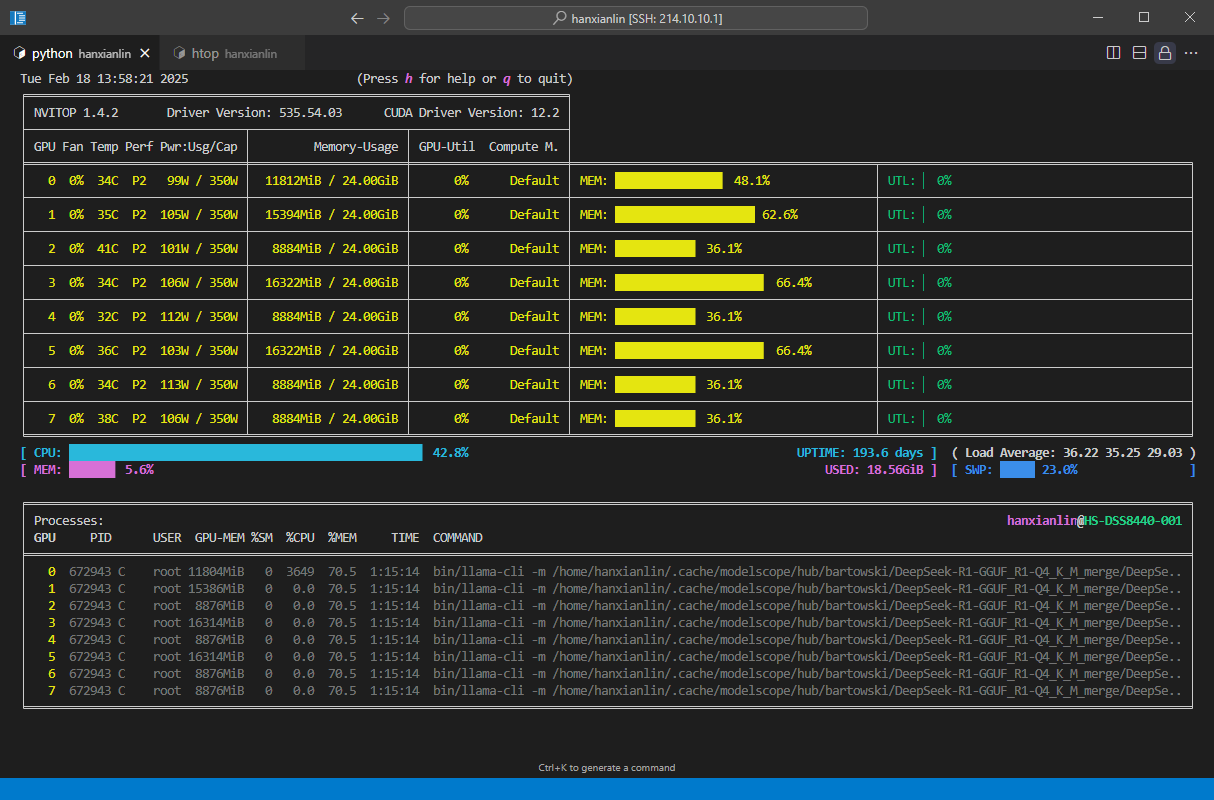 hanxianlin [SSH: 214.10.10.1]
python hanxianlin htop hanxianlin
Tue Feb 18 13:58:21 2025 (Press h for help or q to quit)
NVITOP 1.4.2 Driver Version: 535.54.03 CUDA Driver Version: 12.2
GPU Fan Temp Perf Pwr:Usg/Cap Memory-Usage GPU-Util Compute M.
0 0% 34C P2 99W / 350W 11812MiB / 24.00GiB 0% Default MEM: 48.1% UTL: 0%
1 0% 35C P2 105W / 350W 15394MiB / 24.00GiB 0% Default MEM: 62.6% UTL: 0%
2 0% 41C P2 101W / 350W 8884MiB / 24.00GiB 0% Default MEM: 36.1% UTL: 0%
3 0% 34C P2 106W / 350W 16322MiB / 24.00GiB 0% Default MEM: 66.4% UTL: 0%
4 0% 32C P2 112W / 350W 8884MiB / 24.00GiB 0% Default MEM: 36.1% UTL: 0%
5 0% 36C P2 103W / 350W 16322MiB / 24.00GiB 0% Default MEM: 66.4% UTL: 0%
6 0% 34C P2 113W / 350W 8884MiB / 24.00GiB 0% Default MEM: 36.1% UTL: 0%
7 0% 38C P2 106W / 350W 8884MiB / 24.00GiB 0% Default MEM: 36.1% UTL: 0%
[ CPU: 42.8% UPTIME: 193.6 days ] ( Load Average: 36.22 35.25 29.03 )
[ MEM: 5.6% USED: 18.56GiB ] [ SWP: 23.0% ]
Processes: hanxianlin@HS-DSS8440-001
GPU PID USER GPU-MEM %SM %CPU %MEM TIME COMMAND
0 672943 C root 11804MiB 0 3649 70.5 1:15:14 bin/llama-cli -m /home/hanxianlin/.cache/modelscope/hub/bartowski/DeepSeek-R1-GGUF_R1-Q4_K_M_merge/DeepSe..
1 672943 C root 15386MiB 0 0.0 70.5 1:15:14 bin/llama-cli -m /home/hanxianlin/.cache/modelscope/hub/bartowski/DeepSeek-R1-GGUF_R1-Q4_K_M_merge/DeepSe..
2 672943 C root 8876MiB 0 0.0 70.5 1:15:14 bin/llama-cli -m /home/hanxianlin/.cache/modelscope/hub/bartowski/DeepSeek-R1-GGUF_R1-Q4_K_M_merge/DeepSe..
3 672943 C root 16314MiB 0 0.0 70.5 1:15:14 bin/llama-cli -m /home/hanxianlin/.cache/modelscope/hub/bartowski/DeepSeek-R1-GGUF_R1-Q4_K_M_merge/DeepSe..
4 672943 C root 8876MiB 0 0.0 70.5 1:15:14 bin/llama-cli -m /home/hanxianlin/.cache/modelscope/hub/bartowski/DeepSeek-R1-GGUF_R1-Q4_K_M_merge/DeepSe..
5 672943 C root 16314MiB 0 0.0 70.5 1:15:14 bin/llama-cli -m /home/hanxianlin/.cache/modelscope/hub/bartowski/DeepSeek-R1-GGUF_R1-Q4_K_M_merge/DeepSe..
6 672943 C root 8876MiB 0 0.0 70.5 1:15:14 bin/llama-cli -m /home/hanxianlin/.cache/modelscope/hub/bartowski/DeepSeek-R1-GGUF_R1-Q4_K_M_merge/DeepSe..
7 672943 C root 8876MiB 0 0.0 70.5 1:15:14 bin/llama-cli -m /home/hanxianlin/.cache/modelscope/hub/bartowski/DeepSeek-R1-GGUF_R1-Q4_K_M_merge/DeepSe..
Ctrl+K to generate a command